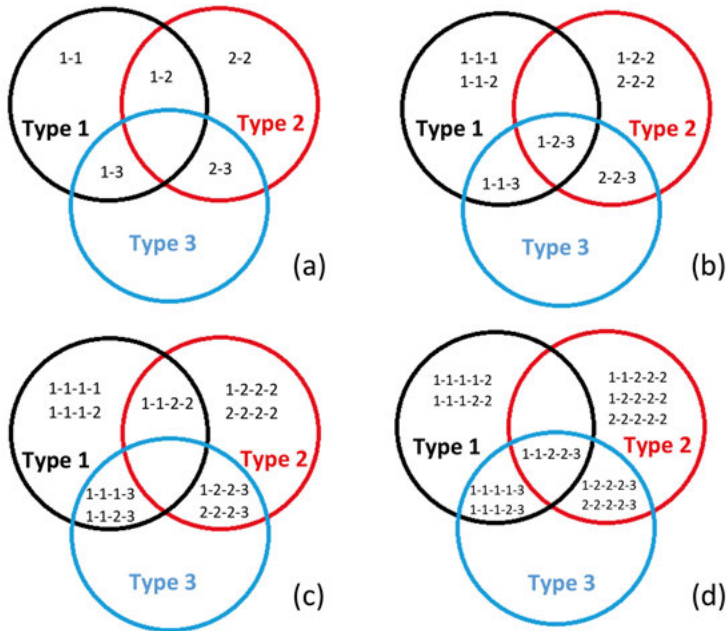 1-1
1-2
2-2
Type 1
Type 2
1-3
2-3
Type 3
(a)
1-1-1
1-1-2
1-2-2
2-2-2
Type 1
Type 2
1-2-3
1-1-3
2-2-3
Type 3
(b)
1-1-1-1
1-1-1-2
1-1-2-2
1-2-2-2
2-2-2-2
Type 1
Type 2
1-1-1-3
1-1-2-3
1-2-2-3
2-2-2-3
Type 3
(c)
1-1-1-1-2
1-1-1-2-2
1-1-2-2-2
1-2-2-2-2
2-2-2-2-2
Type 1
Type 2
1-1-2-2-3
1-1-1-1-3
1-1-1-2-3
1-2-2-2-3
2-2-2-2-3
Type 3
(d)